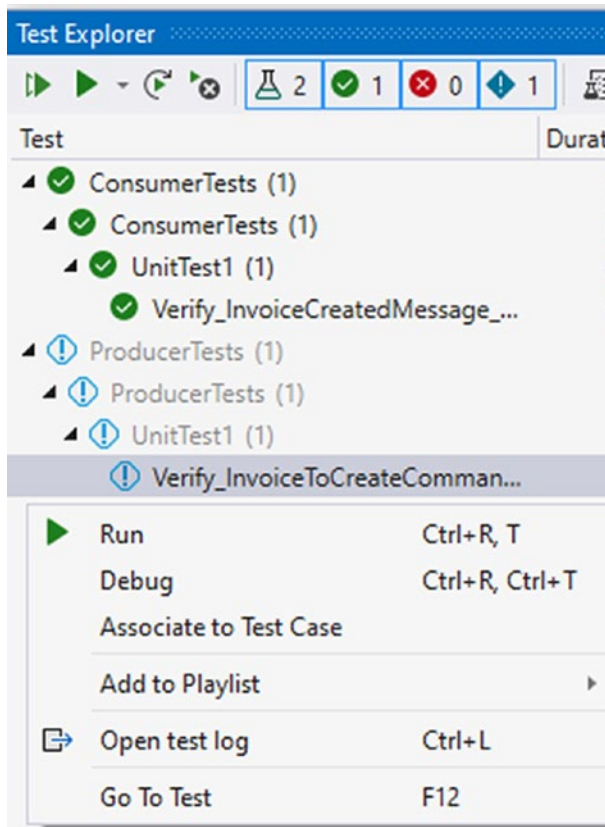 Test Explorer
2 1 0 1
Test Durat
ConsumerTests (1)
ConsumerTests (1)
UnitTest1 (1)
Verify_InvoiceCreatedMessage_...
ProducerTests (1)
ProducerTests (1)
UnitTest1 (1)
Verify_InvoiceToCreateComman...
Run Ctrl+R, T
Debug Ctrl+R, Ctrl+T
Associate to Test Case
Add to Playlist
Open test log Ctrl+L
Go To Test F12